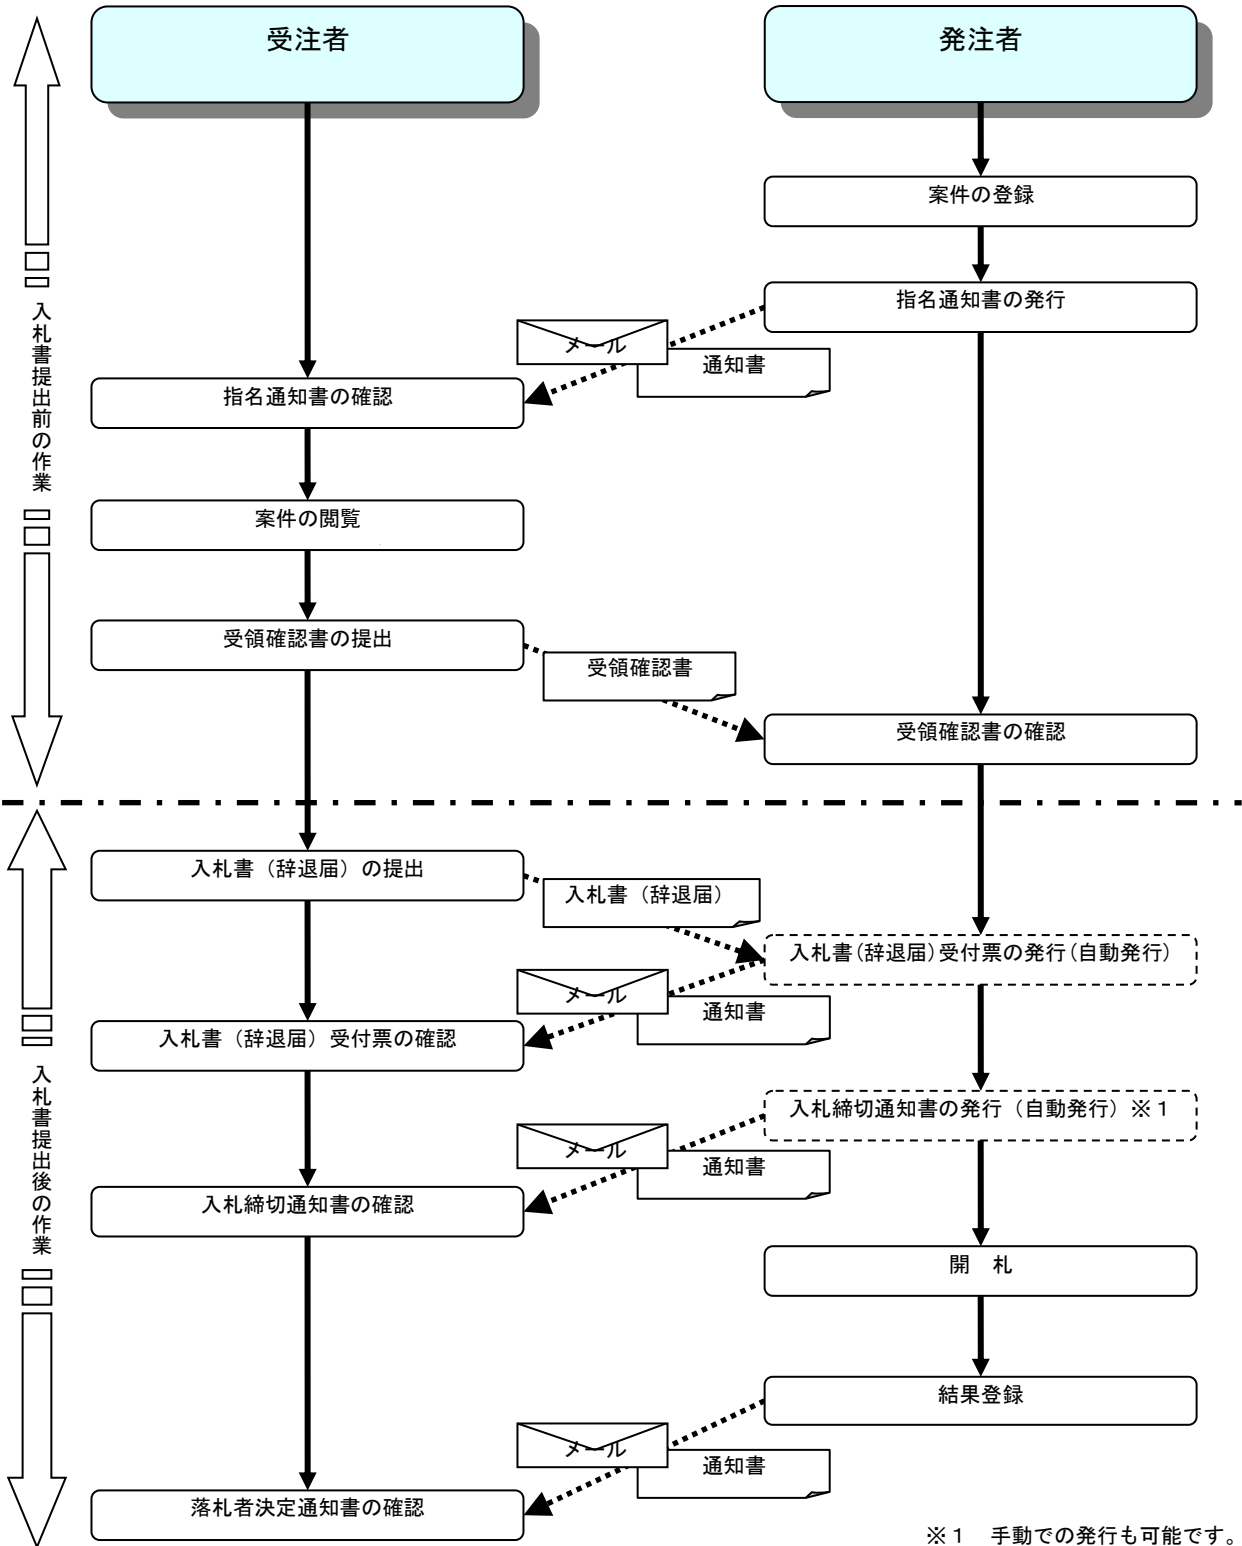 受注者
発注者
案件の登録
指名通知書の発行
メール
通知書
指名通知書の確認
入札書提出前の作業
案件の閲覧
受領確認書の提出
受領確認書
受領確認書の確認
入札書（辞退届）の提出
入札書（辞退届）
入札書(辞退届)受付票の発行(自動発行)
メール
通知書
入札書（辞退届）受付票の確認
入札書提出後の作業
入札締切通知書の発行（自動発行）※１
メール
通知書
入札締切通知書の確認
開　札
結果登録
メール
通知書
落札者決定通知書の確認
※１　手動での発行も可能です。